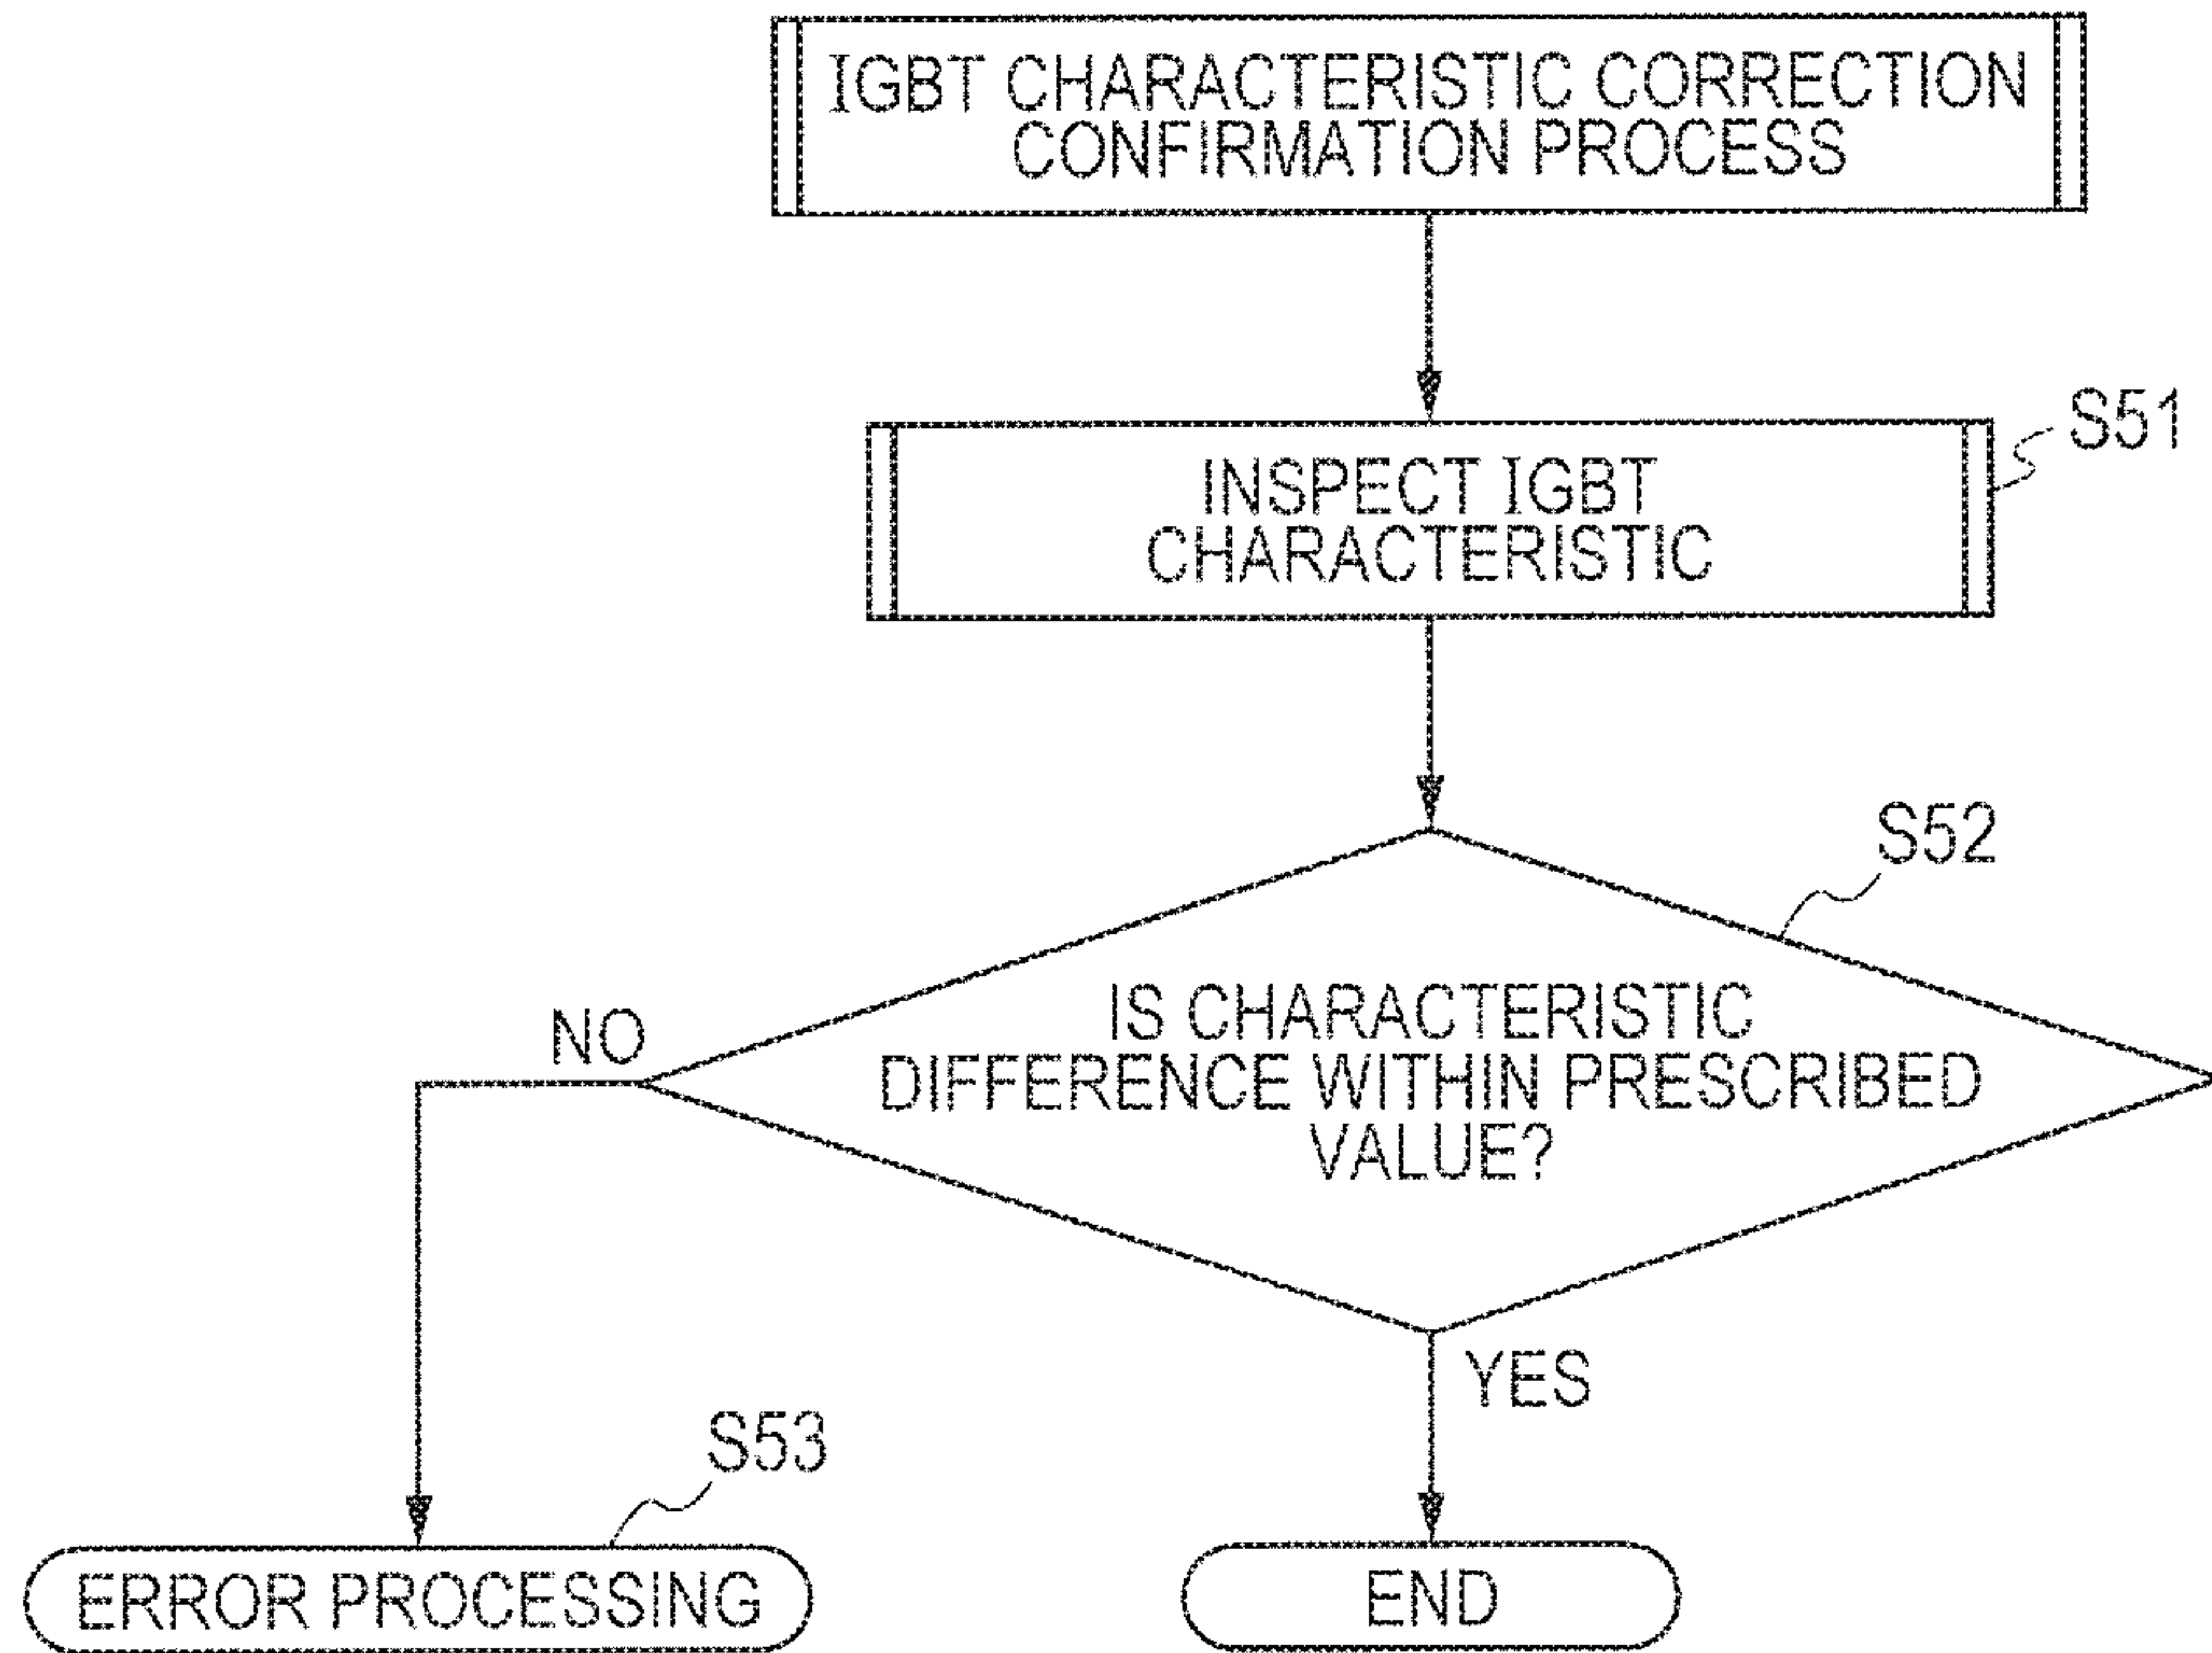 IGBT CHARACTERISTIC CORRECTION
CONFIRMATION PROCESS
S51
INSPECT IGBT
CHARACTERISTIC
S52
IS CHARACTERISTIC
DIFFERENCE WITHIN PRESCRIBED
VALUE?
NO
YES
S53
ERROR PROCESSING
END